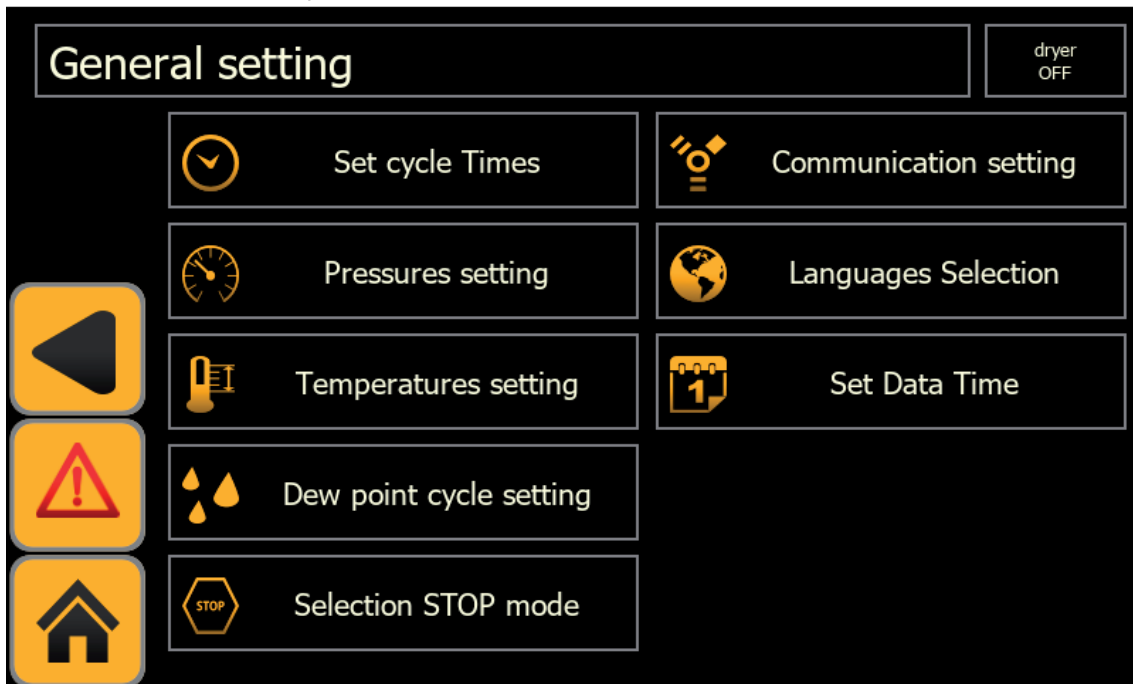 General setting
dryer
OFF
Set cycle Times
Communication setting
Pressures setting
Languages Selection
Temperatures setting
1
Set Data Time
Dew point cycle setting
STOP
Selection STOP mode